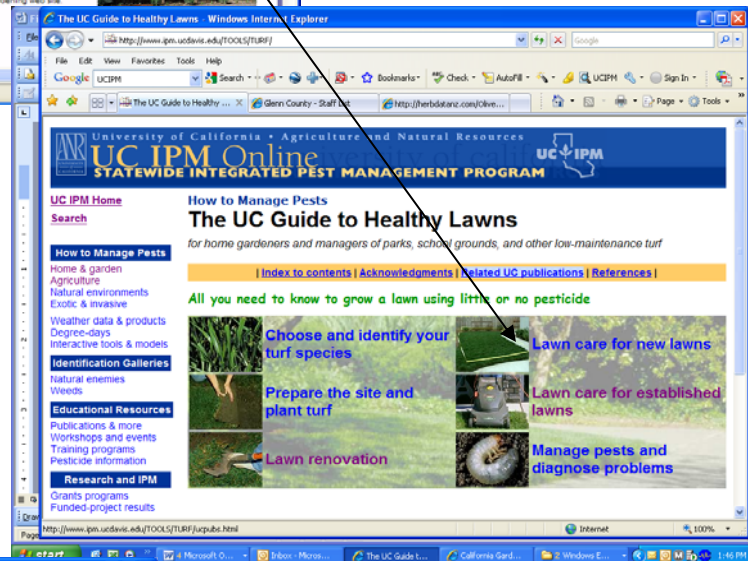 The UC Guide to Healthy Lawns - Windows Internet Explorer
http://www.ipm.ucdavis.edu/TOOLS/TURF/
Google
File Edit View Favorites Tools Help
Google UCIPM Search Bookmarks Check AutoFill UCIPM Sign In
The UC Guide to Healthy ... Glenn County - Staff List http://herbdatanz.com/Olive... Page Tools
University of California • Agriculture and Natural Resources
ANR UC IPM Online UC IPM
STATEWIDE INTEGRATED PEST MANAGEMENT PROGRAM
UC IPM Home
Search
How to Manage Pests
Home & garden
Agriculture
Natural environments
Exotic & invasive
Weather data & products
Degree-days
Interactive tools & models
Identification Galleries
Natural enemies
Weeds
Educational Resources
Publications & more
Workshops and events
Training programs
Pesticide information
Research and IPM
Grants programs
Funded-project results
How to Manage Pests
The UC Guide to Healthy Lawns
for home gardeners and managers of parks, school grounds, and other low-maintenance turf
| Index to contents | Acknowledgments | Related UC publications | References |
All you need to know to grow a lawn using little or no pesticide
Choose and identify your
turf species
Lawn care for new lawns
Prepare the site and
plant turf
Lawn care for established
lawns
Lawn renovation
Manage pests and
diagnose problems
http://www.ipm.ucdavis.edu/TOOLS/TURF/ucpubs.html Internet 100%
start 4 Microsoft O... Inbox - Micros... The UC Guide t... California Gard... 2 Windows E... 1:46 PM